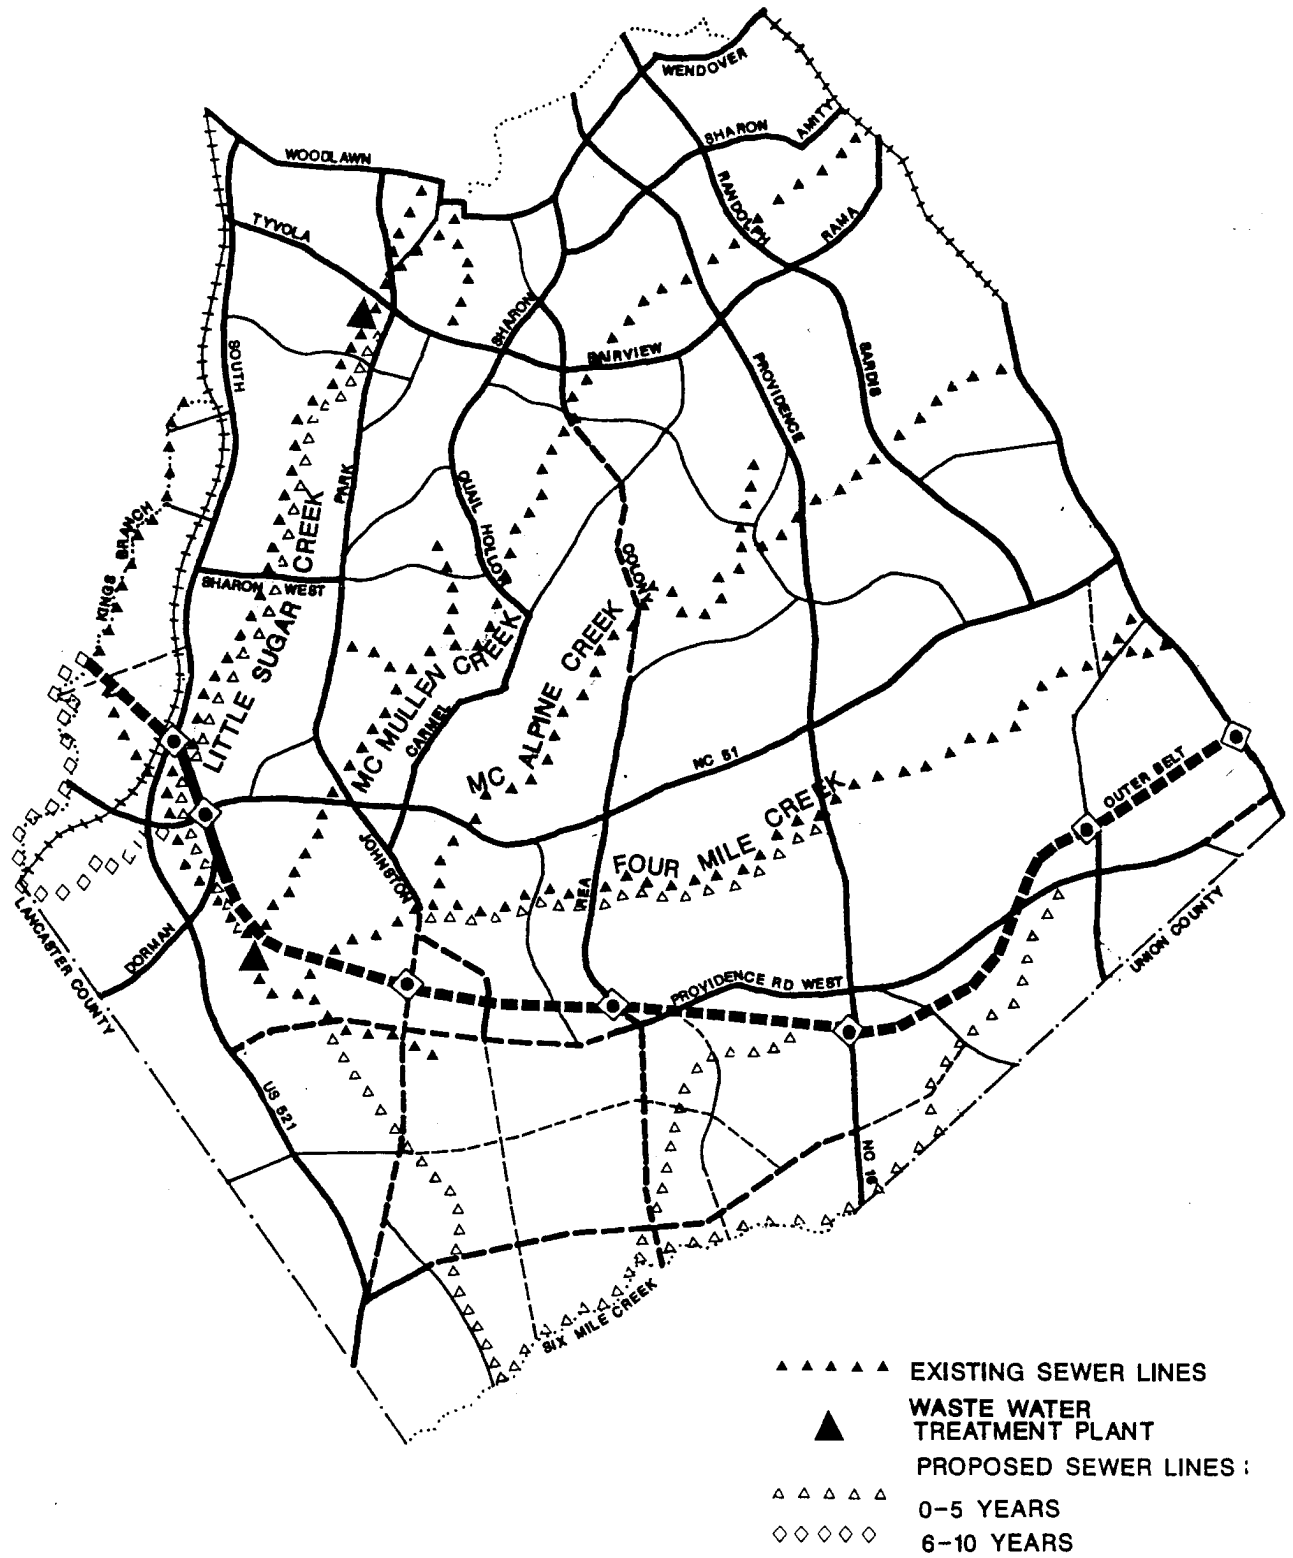 WENDOVER
SHARON
AMITY
WOODLAWN
RANDOLPH
RAMA
TYVOLA
SHARON
FAIRVIEW
SOUTH
PROVIDENCE
SARDIS
PARK
QUAIL HOLLOW
KINGS BRANCH
LITTLE SUGAR CREEK
SHARON WEST
COLONY
MC MULLEN CREEK
MC ALPINE CREEK
CARMEL
NC 51
OUTER BELT
FOUR MILE CREEK
JOHNSTON
REA
LANCASTER COUNTY
DORMAN
UNION COUNTY
PROVIDENCE RD WEST
US 521
NC 16
SIX MILE CREEK
EXISTING SEWER LINES
WASTE WATER
TREATMENT PLANT
PROPOSED SEWER LINES :
0-5 YEARS
6-10 YEARS